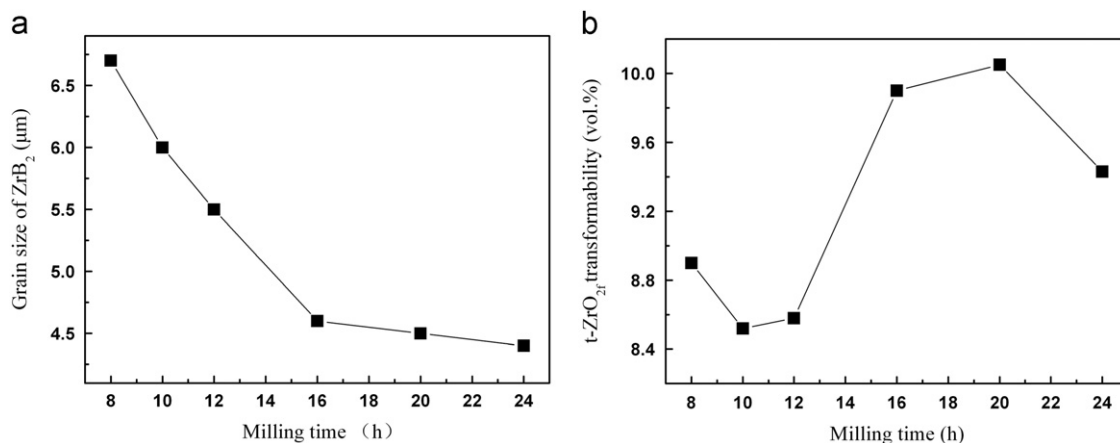 a
6.5
6.0
5.5
5.0
4.5
8 10 12 14 16 18 20 22 24
Grain size of ZrB2 (μm)
Milling time (h)
b
10.0
9.6
9.2
8.8
8.4
8 10 12 14 16 18 20 22 24
t-ZrO2f transformability (vol.%)
Milling time (h)